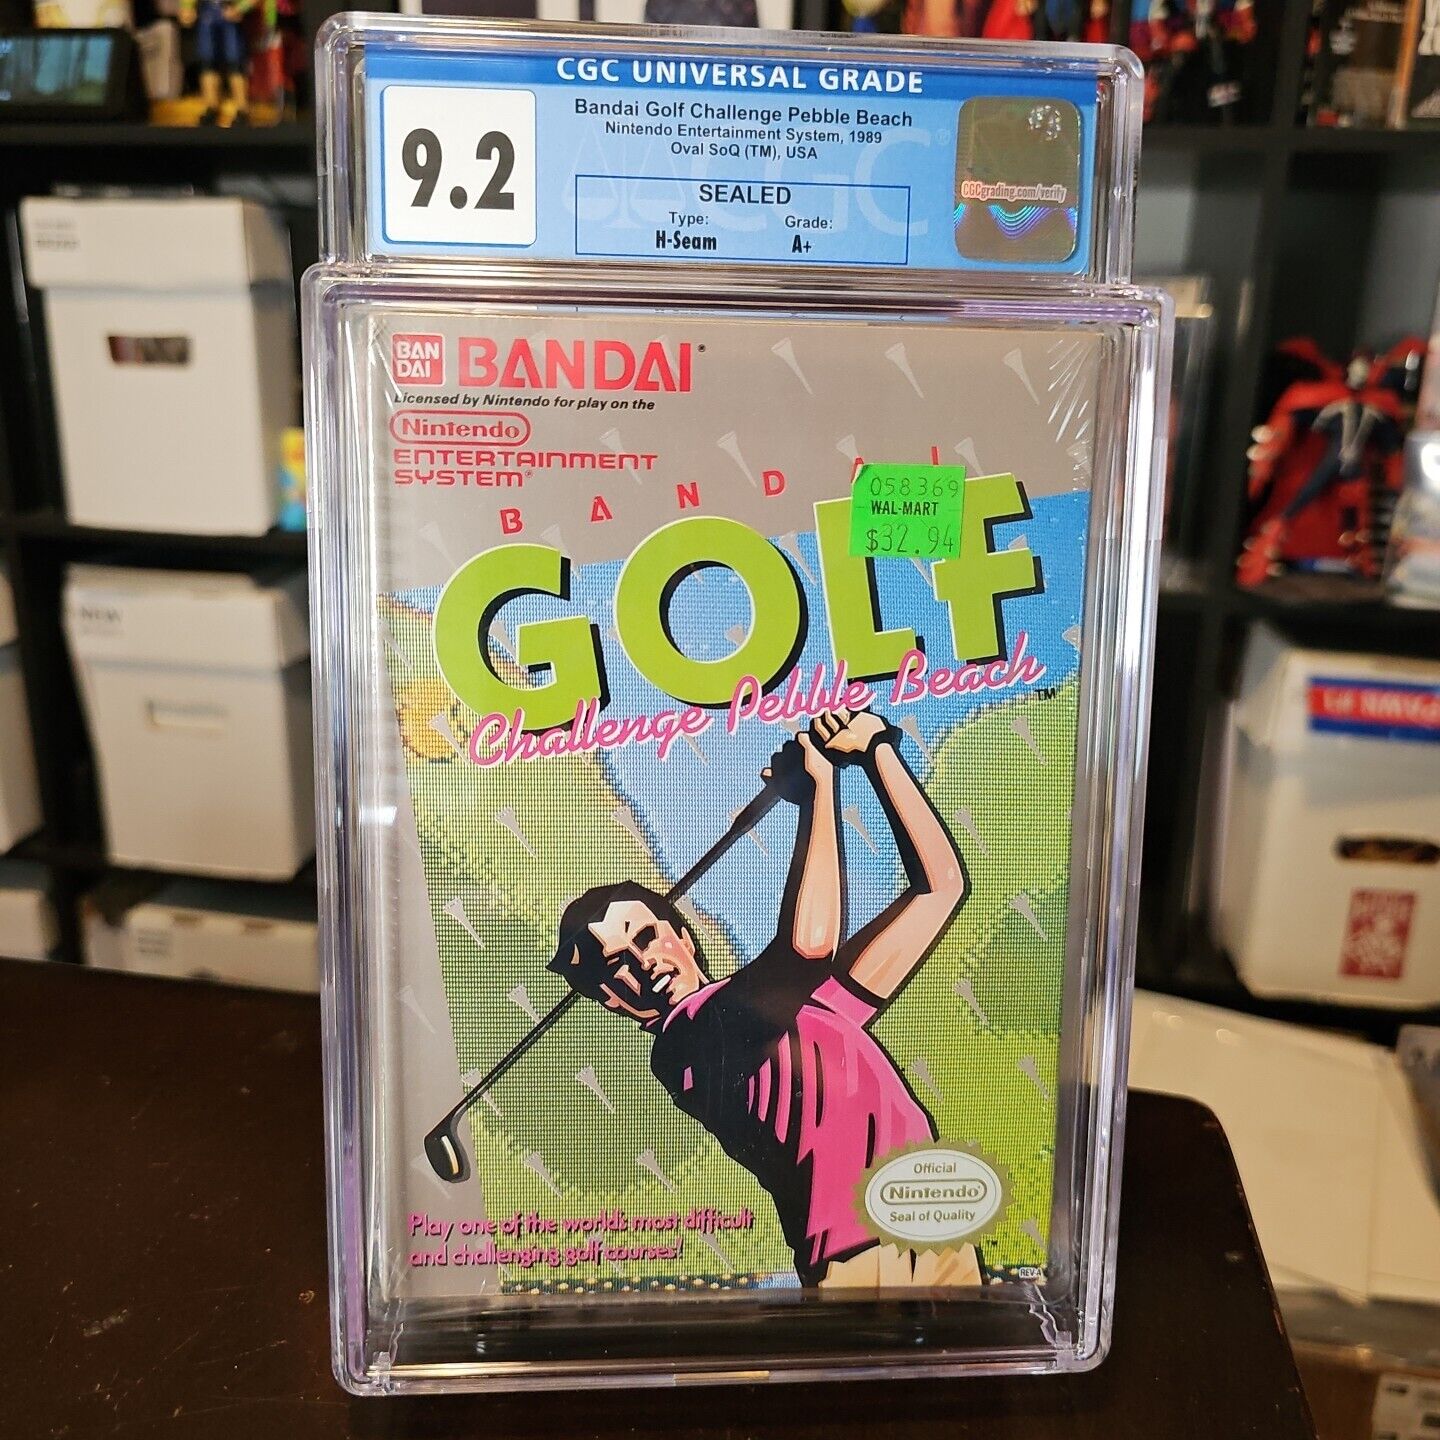 CGC UNIVERSAL GRADE
9.2
Bandai Golf Challenge Pebble Beach
Nintendo Entertainment System, 1989
Oval SoQ (TM), USA
SEALED
Type: Grade:
H-Seam A+
CGC
CGCgrading.com/verify
BAN
DAI
BANDAI®
Licensed by Nintendo for play on the
Nintendo
ENTERTAINMENT
SYSTEM®
BANDAI
058369
WAL-MART
$32.94
GOLF
Challenge Pebble Beach
TM
Play one of the world's most difficult
and challenging golf courses!
Official
Nintendo®
Seal of Quality
REV-A